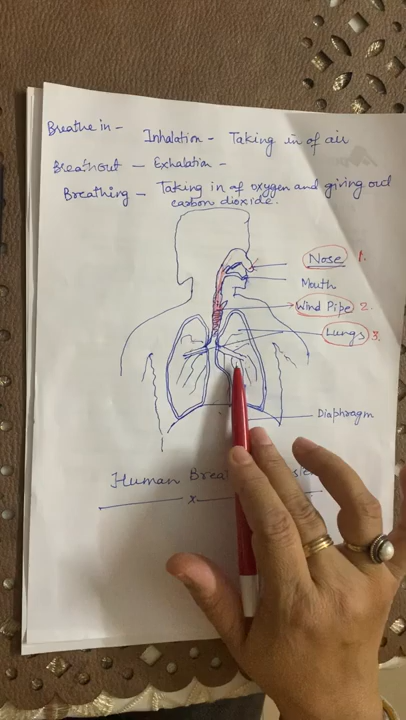 Breathe in - Inhalation - Taking in of air
Breathout - Exhalation -
Breathing - Taking in of oxygen and giving out
carbon dioxide.
Nose 1.
Mouth
Wind Pipe 2.
Lungs 3.
Diaphragm
Human